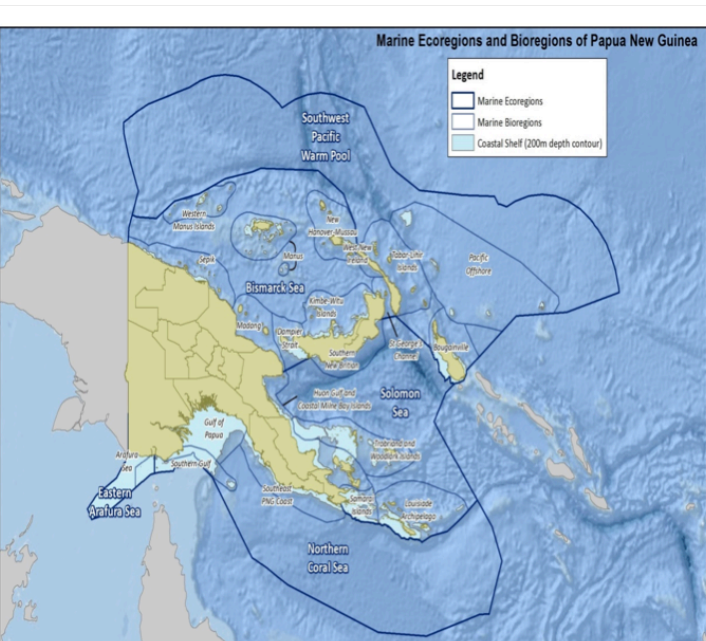 Marine Ecoregions and Bioregions of Papua New Guinea
Legend
Marine Ecoregions
Marine Bioregions
Coastal Shelf (200m depth contour)
Southwest
Pacific
Warm Pool
Western
Manus Islands
New
Hanover-Mussau
Manus
West New
Ireland
Tabar-Lihir
Islands
Pacific
Offshore
Sepik
Bismarck Sea
Kimbe-Witu
Islands
Madang
Dampier
Strait
Southern
New Britian
St George's
Channel
Bougainville
Huon Gulf and
Coastal Milne Bay Islands
Solomon
Sea
Gulf of
Papua
Trobriand and
Woodlark Islands
Arafura
Sea
Southern Gulf
Eastern
Arafura Sea
Southeast
PNG Coast
Samarai
Islands
Louisiade
Archipelago
Northern
Coral Sea